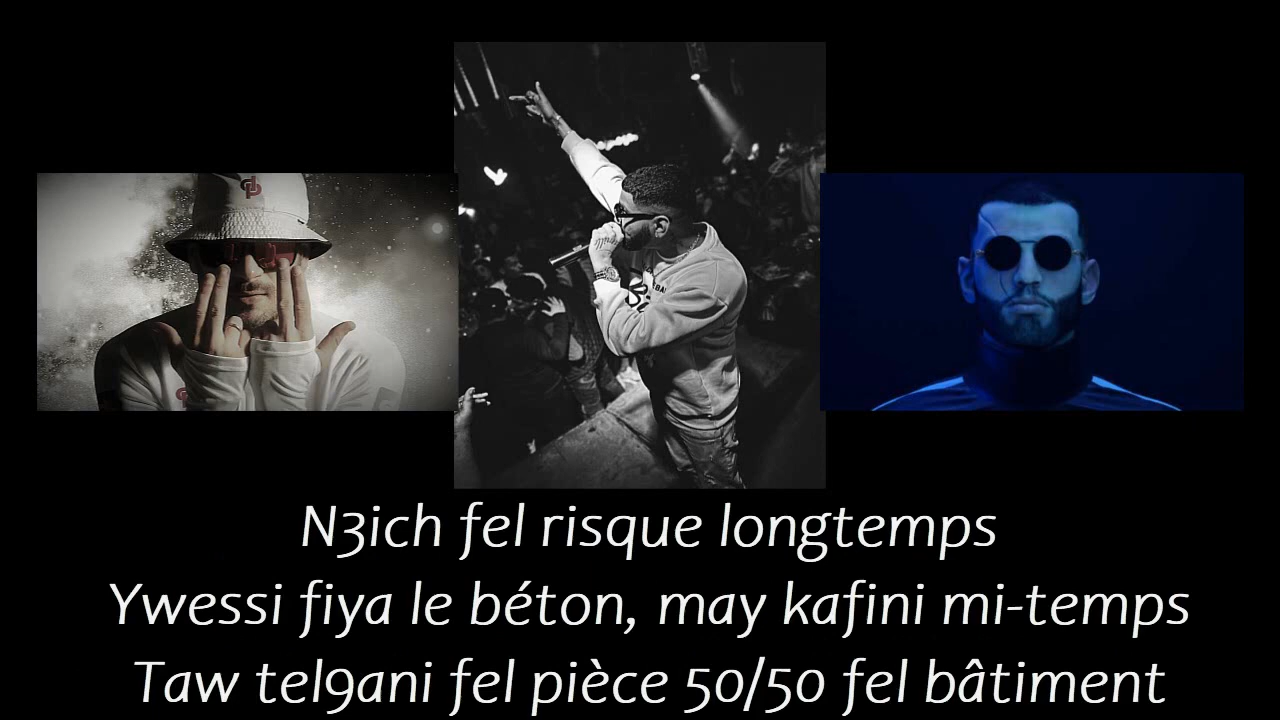 N3ich fel risque longtemps
Ywessi fiya le béton, may kafini mi-temps
Taw tel9ani fel pièce 50/50 fel bâtiment